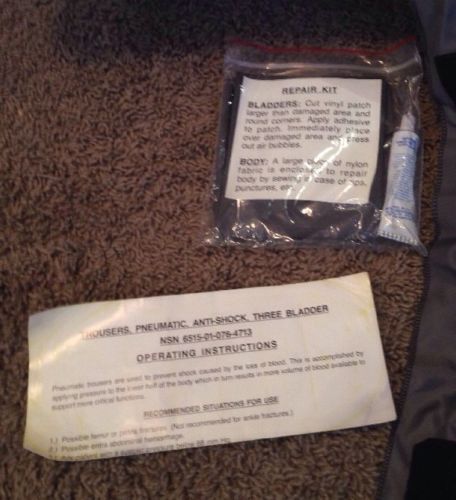 REPAIR KIT
BLADDERS: Cut vinyl patch
larger than damaged area and
round corners. Apply adhesive
to patch. Immediately place
over damaged area and press
out air bubbles.
BODY: A large piece of nylon
fabric is enclosed to repair
body by sewing in case of rips,
punctures, etc.
TROUSERS, PNEUMATIC, ANTI-SHOCK, THREE BLADDER
NSN 6515-01-076-4713
OPERATING INSTRUCTIONS
Pneumatic trousers are used to prevent shock caused by the loss of blood. This is accomplished by
applying pressure to the lower half of the body which in turn results in more volume of blood available to
support more critical functions.
RECOMMENDED SITUATIONS FOR USE
1.) Possible femur or pelvic fractures. (Not recommended for ankle fractures.)
2.) Possible intra abdominal hemorrhage.